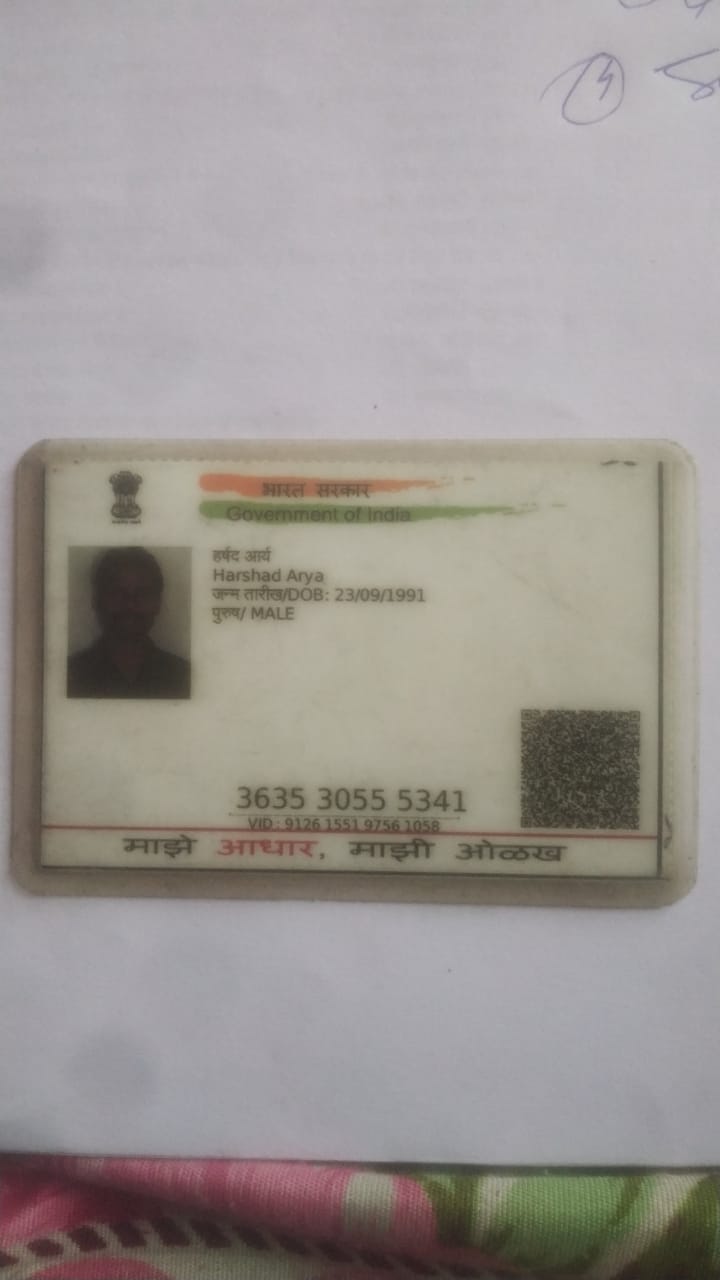 4
भारत सरकार
Government of India
हर्षद आर्य
Harshad Arya
जन्म तारीख/DOB: 23/09/1991
पुरुष/ MALE
3635 3055 5341
VID : 9126 1551 9756 1058
माझे आधार, माझी ओळख